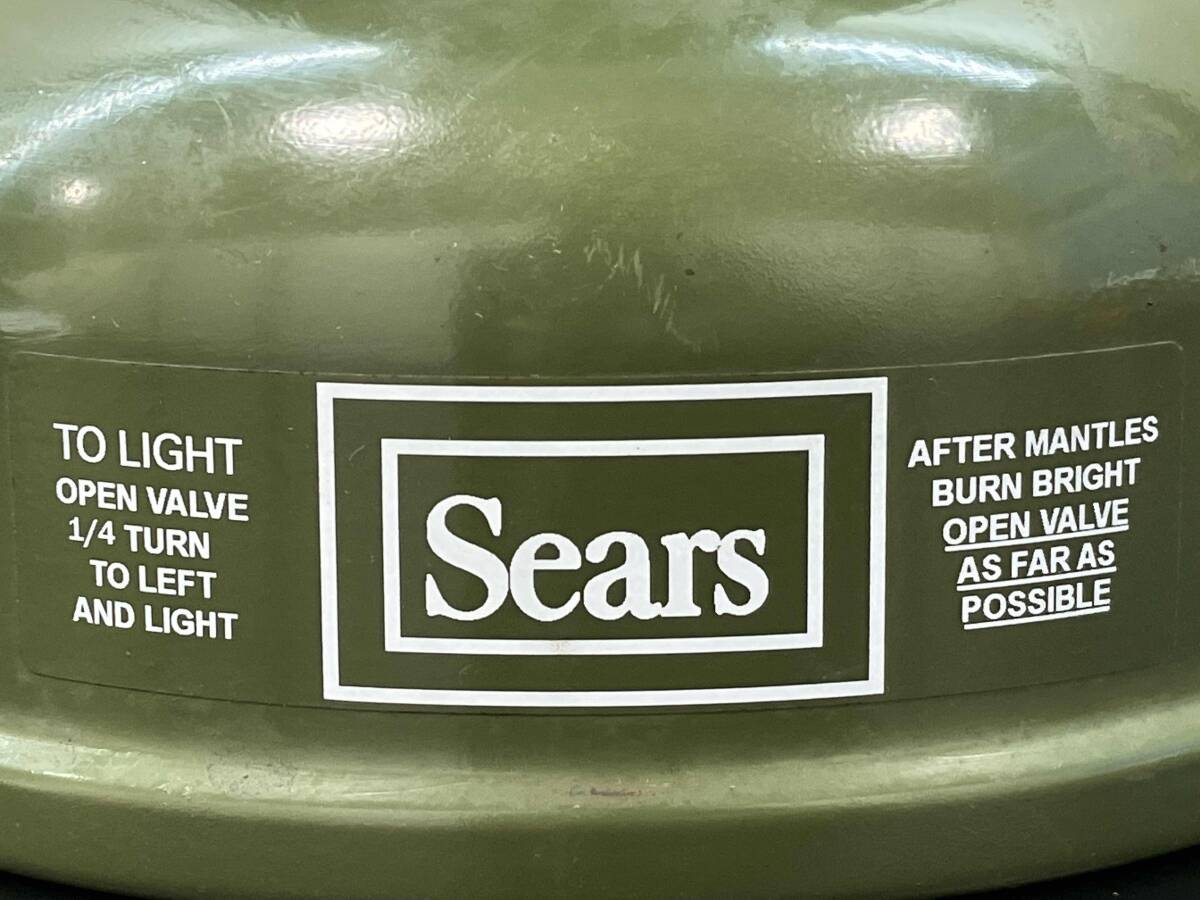 TO LIGHT
OPEN VALVE
1/4 TURN
TO LEFT
AND LIGHT
Sears
AFTER MANTLES
BURN BRIGHT
OPEN VALVE
AS FAR AS
POSSIBLE